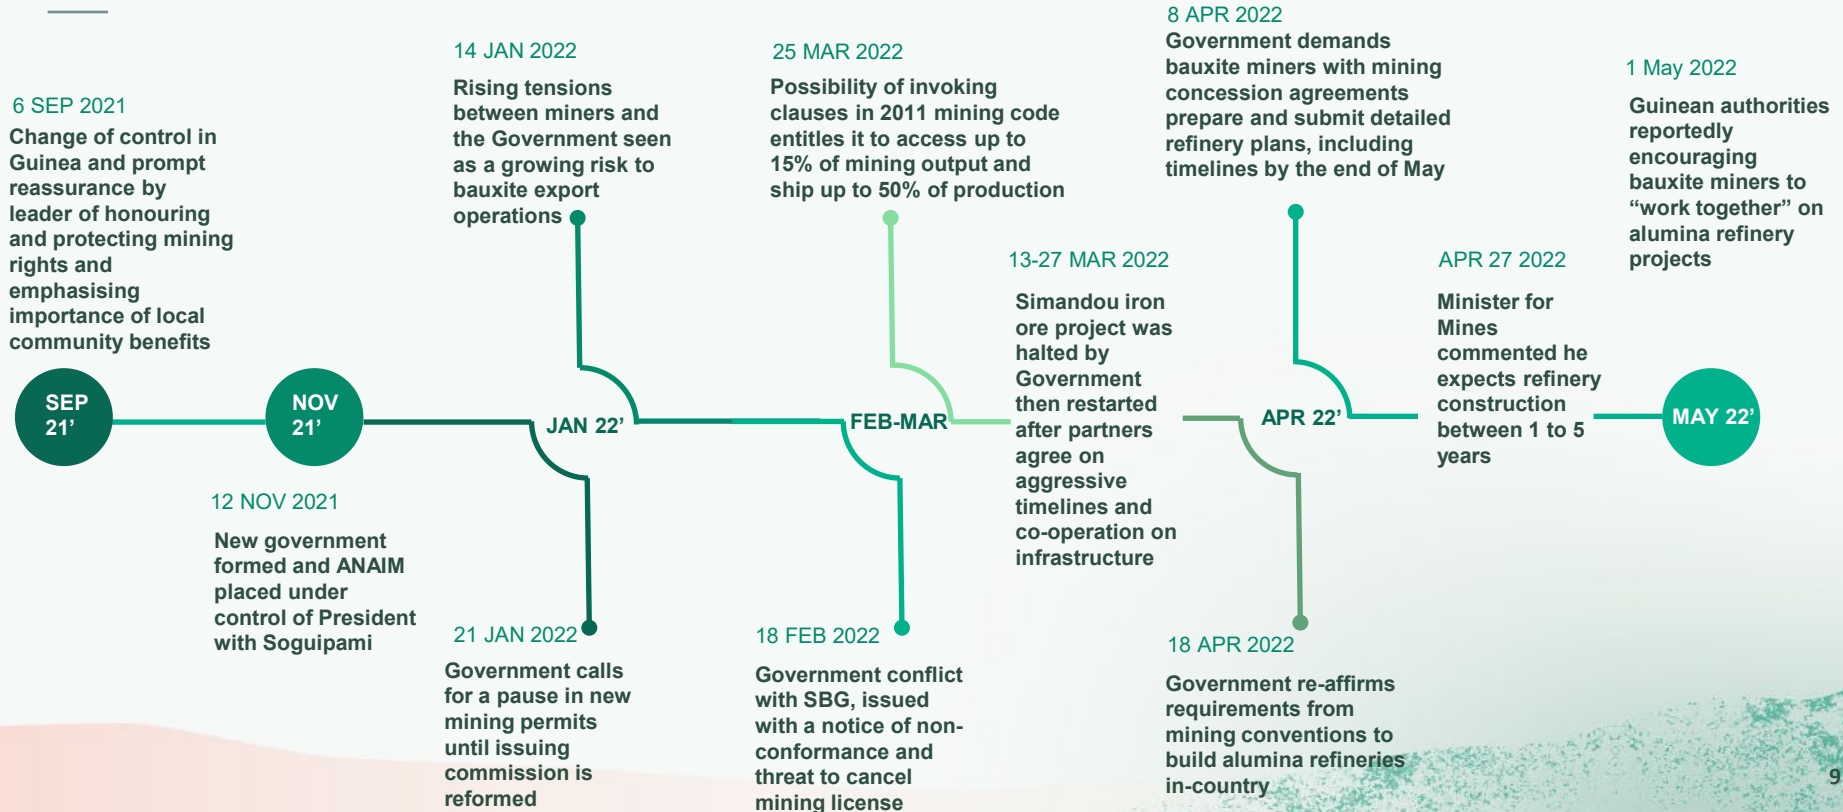 6 SEP 2021
Change of control in
Guinea and prompt
reassurance by
leader of honouring
and protecting mining
rights and
emphasising
importance of local
community benefits
SEP
21’
NOV
21’
12 NOV 2021
New government
formed and ANAIM
placed under
control of President
with Soguipami
14 JAN 2022
Rising tensions
between miners and
the Government seen
as a growing risk to
bauxite export
operations
JAN 22’
21 JAN 2022
Government calls
for a pause in new
mining permits
until issuing
commission is
reformed
25 MAR 2022
Possibility of invoking
clauses in 2011 mining code
entitles it to access up to
15% of mining output and
ship up to 50% of production
FEB-MAR
18 FEB 2022
Government conflict
with SBG, issued
with a notice of non-
conformance and
threat to cancel
mining license
13-27 MAR 2022
Simandou iron
ore project was
halted by
Government
then restarted
after partners
agree on
aggressive
timelines and
co-operation on
infrastructure
8 APR 2022
Government demands
bauxite miners with mining
concession agreements
prepare and submit detailed
refinery plans, including
timelines by the end of May
APR 22’
18 APR 2022
Government re-affirms
requirements from
mining conventions to
build alumina refineries
in-country
APR 27 2022
Minister for
Mines
commented he
expects refinery
construction
between 1 to 5
years
1 May 2022
Guinean authorities
reportedly
encouraging
bauxite miners to
“work together” on
alumina refinery
projects
MAY 22’
9